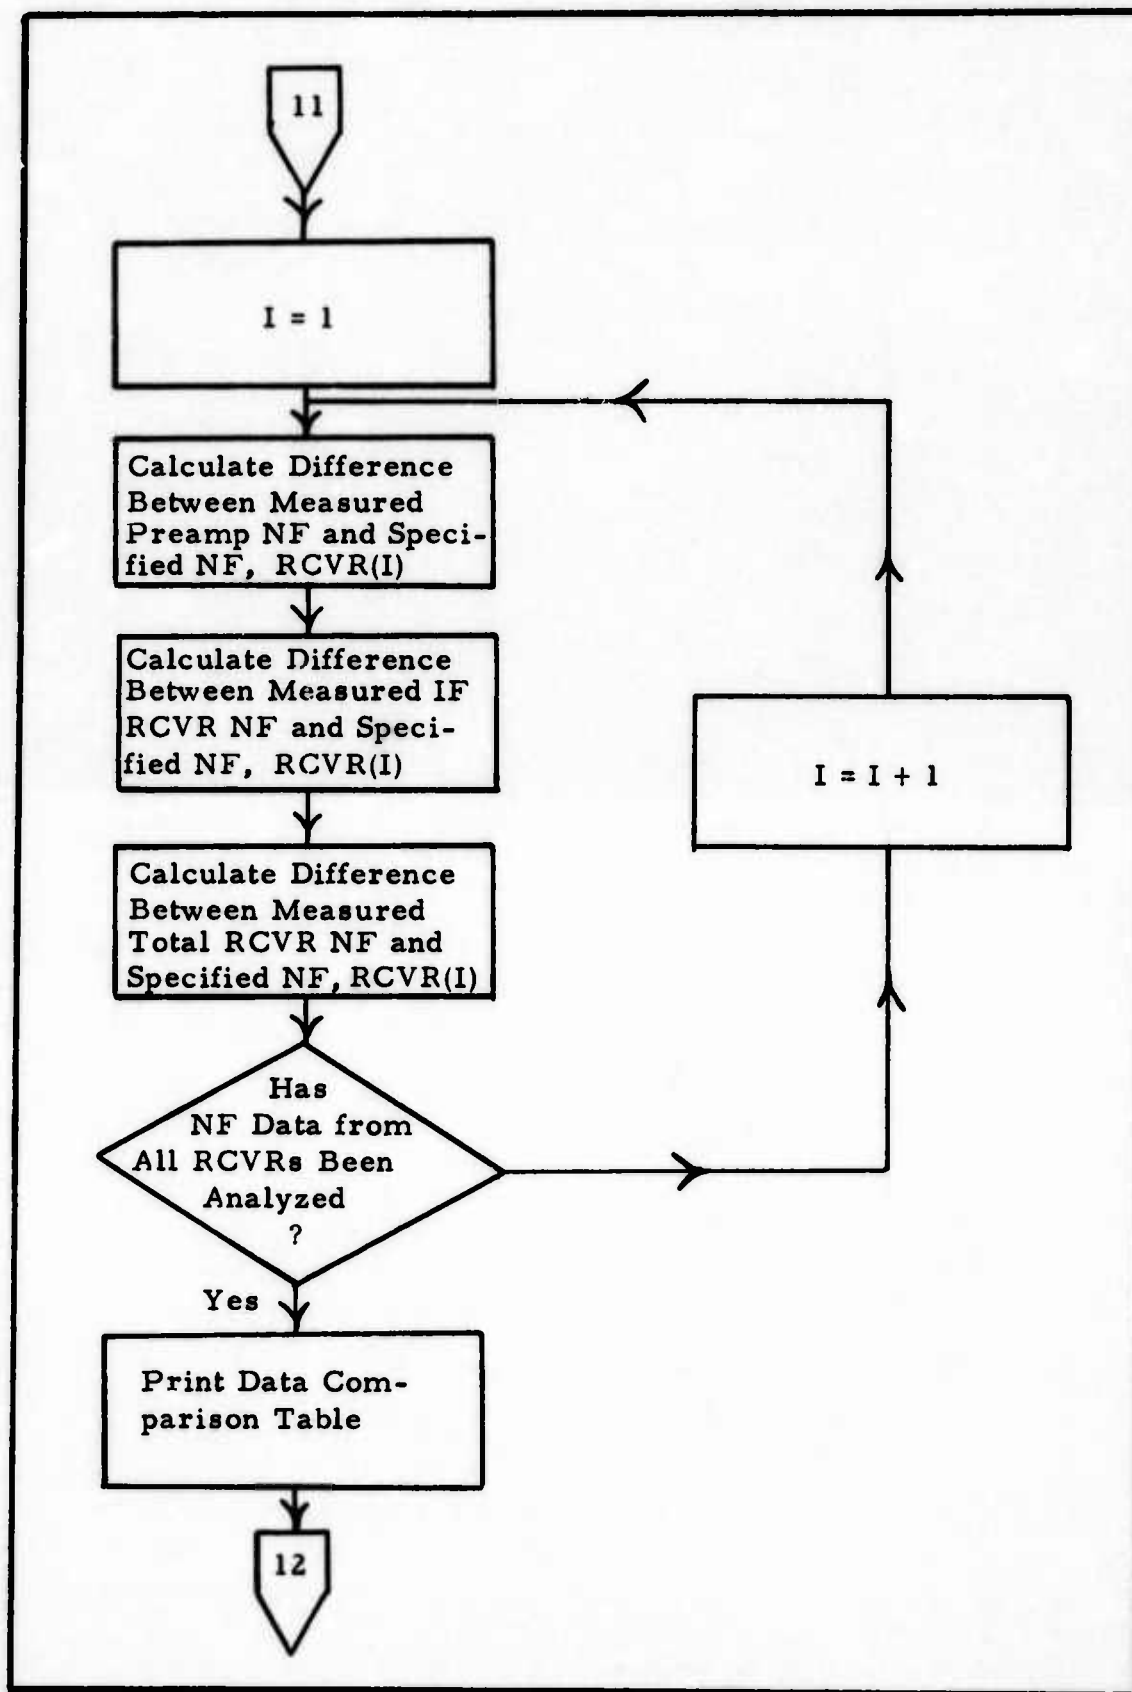 11
I = 1
Calculate Difference
Between Measured
Preamp NF and Speci-
fied NF, RCVR(I)
Calculate Difference
Between Measured IF
RCVR NF and Speci-
fied NF, RCVR(I)
I = I + 1
Calculate Difference
Between Measured
Total RCVR NF and
Specified NF, RCVR(I)
Has
NF Data from
All RCVRs Been
Analyzed
?
Yes
Print Data Com-
parison Table
12